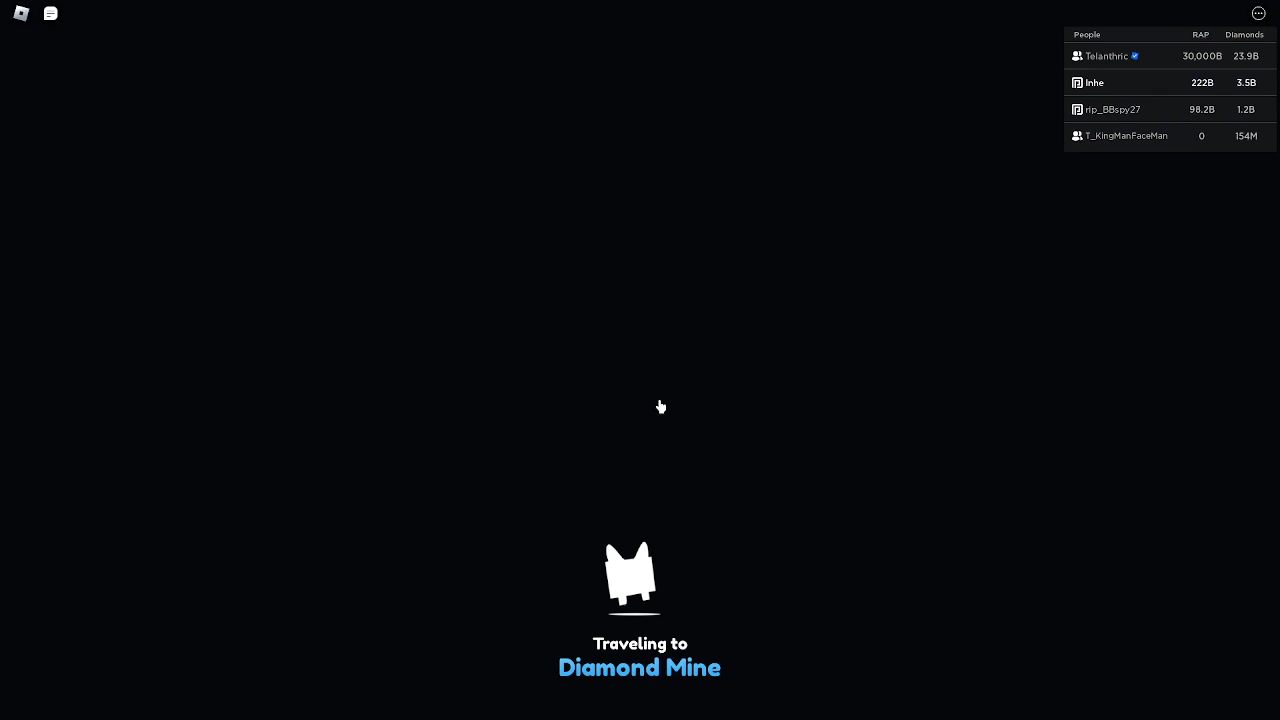 People RAP Diamonds
Telanthric 30,000B 23.9B
Inhe 222B 3.5B
rip_BBspy27 98.2B 1.2B
T_KingManFaceMan 0 154M
Traveling to
Diamond Mine